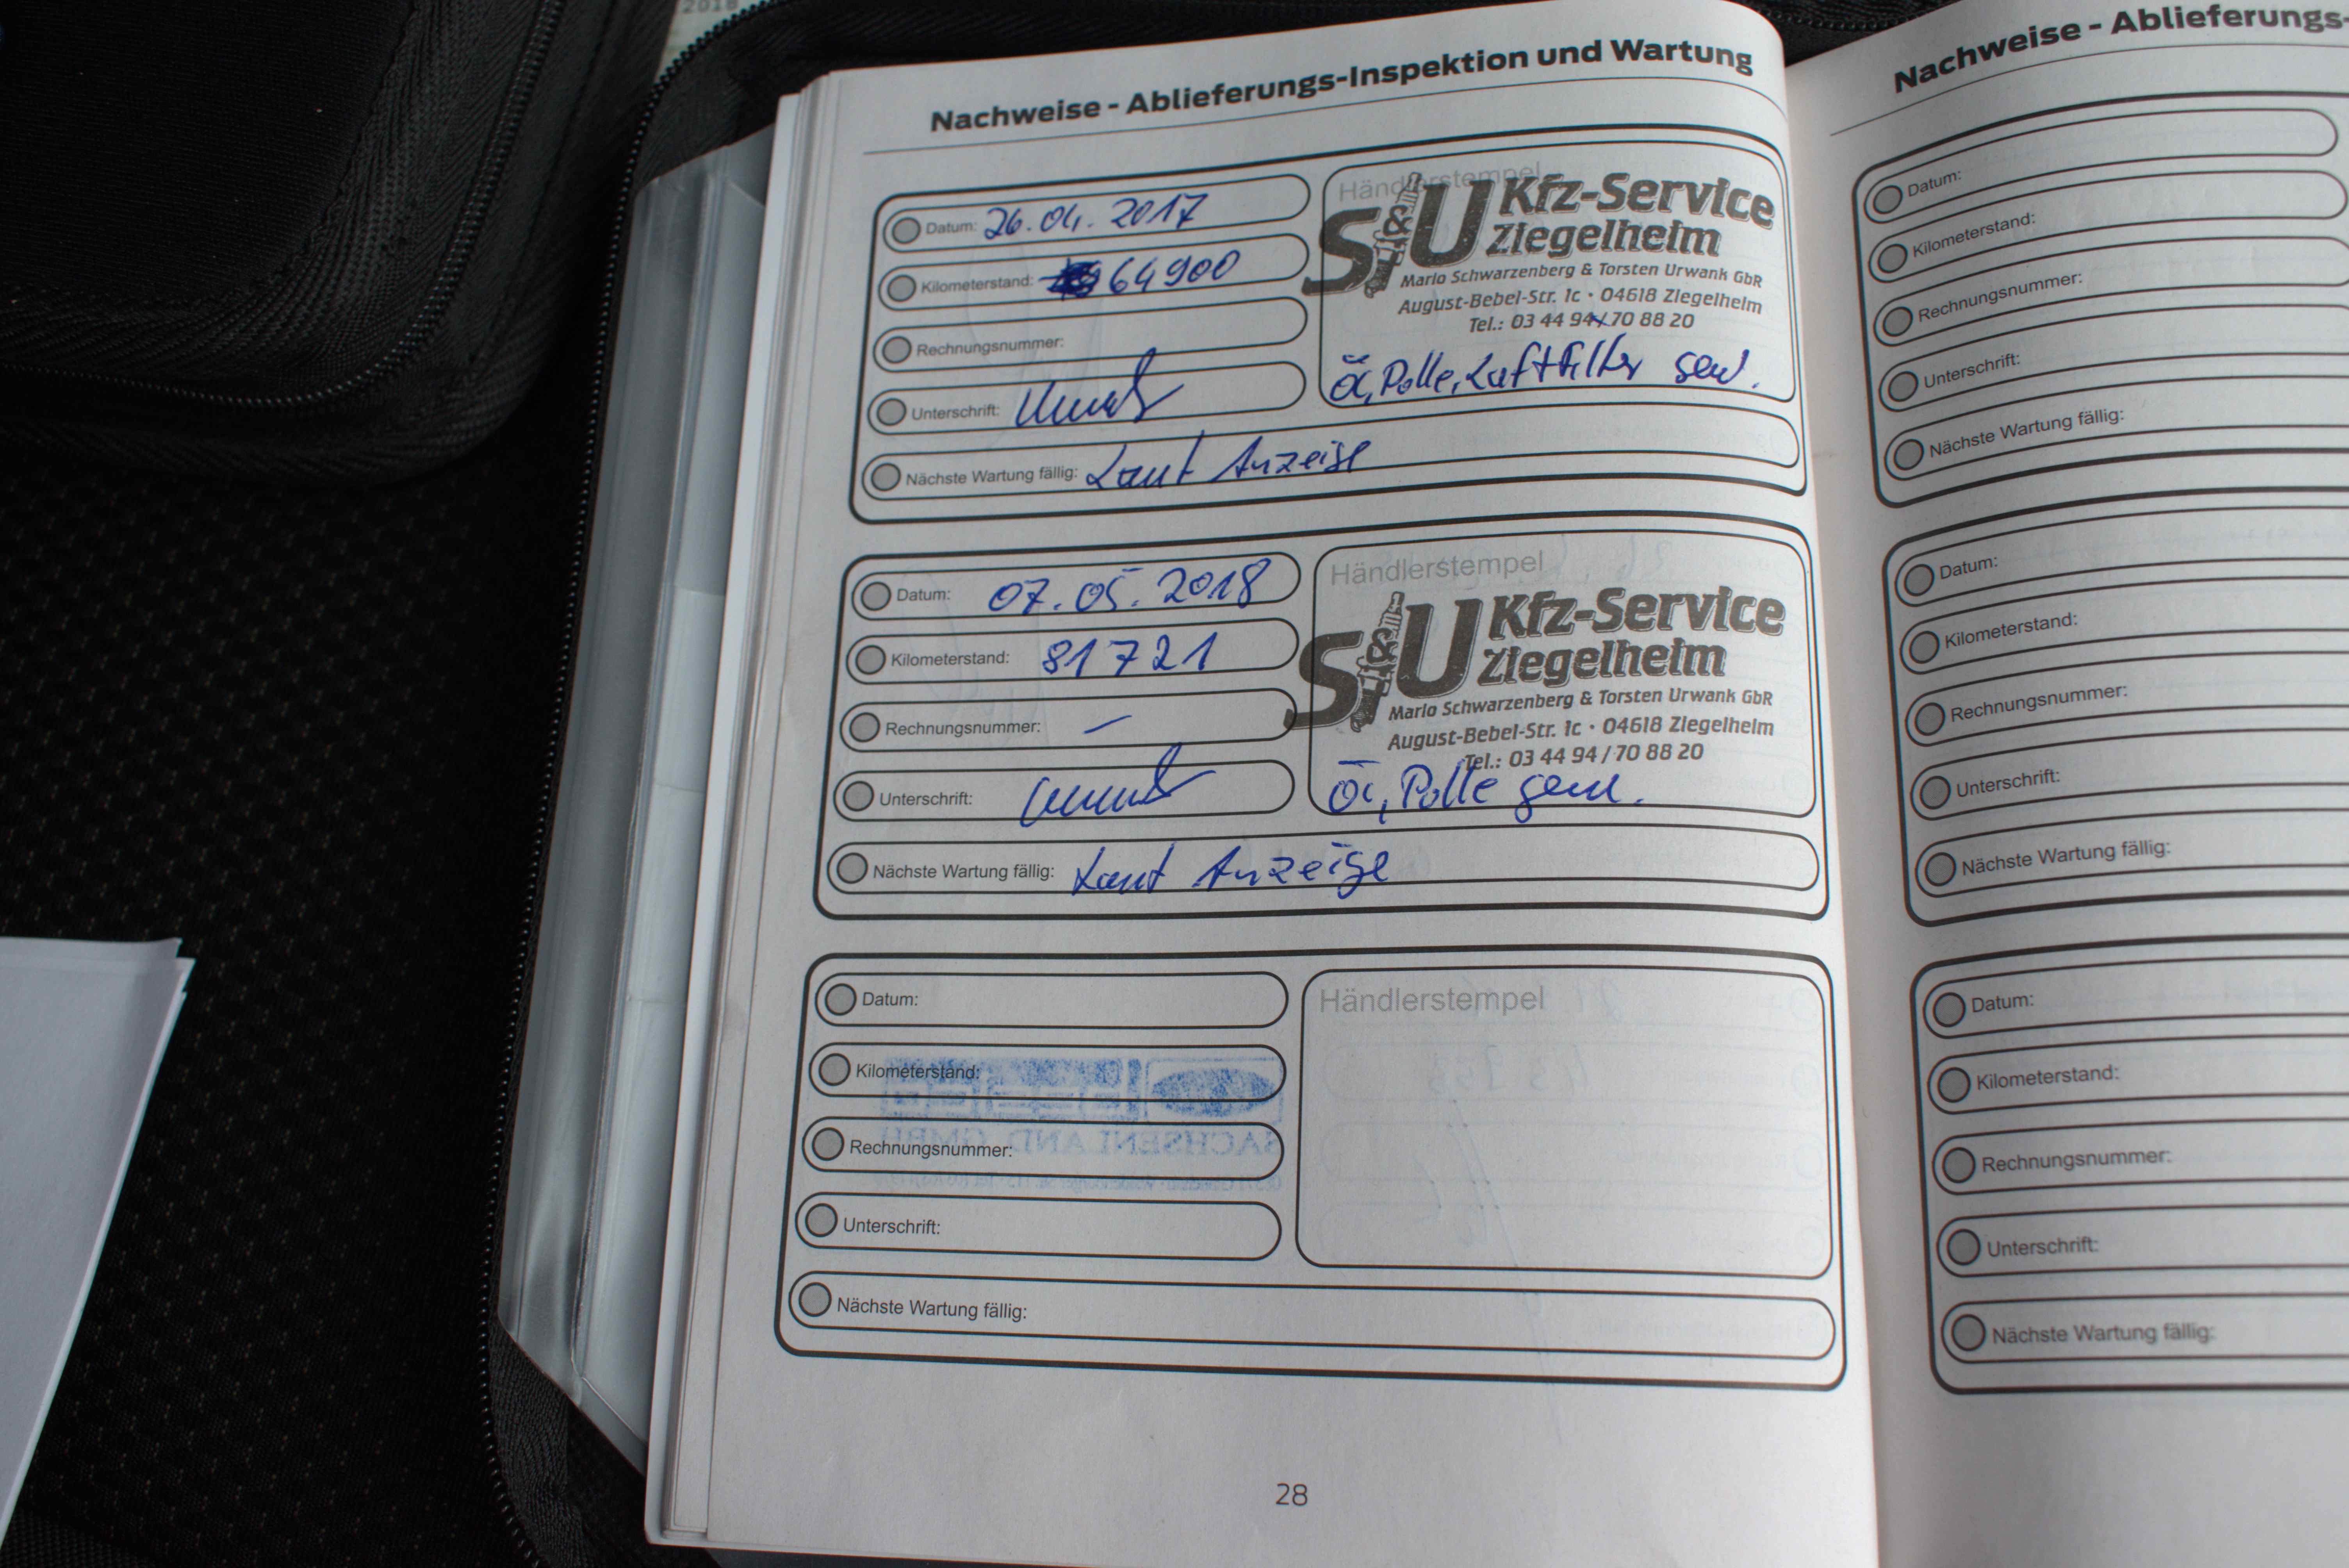 2018
Nachweise - Ablieferungs-Inspektion und Wartung
Datum: 26.04.2017
Kilometerstand: 64900
Rechnungsnummer:
Unterschrift:
Händlerstempel
S&U Kfz-Service
Ziegelheim
Mario Schwarzenberg & Torsten Urwank GbR
August-Bebel-Str. 1c • 04618 Ziegelheim
Tel.: 03 44 94/70 88 20
Polle, Luftfilter
Nächste Wartung fällig: Laut Anzeige
Datum: 07.05.2018
Kilometerstand: 81721
Rechnungsnummer: –
Unterschrift:
Händlerstempel
S&U Kfz-Service
Ziegelheim
Mario Schwarzenberg & Torsten Urwank GbR
August-Bebel-Str. 1c • 04618 Ziegelheim
Tel.: 03 44 94/70 88 20
Polle
Nächste Wartung fällig: Laut Anzeige
Datum:
Kilometerstand:
Rechnungsnummer:
Unterschrift:
Händlerstempel
SACHSENLAND GMBH
Nächste Wartung fällig:
28
Nachweise - Ablieferungs-
Datum:
Kilometerstand:
Rechnungsnummer:
Unterschrift:
Nächste Wartung fällig:
Datum:
Kilometerstand:
Rechnungsnummer:
Unterschrift:
Nächste Wartung fällig:
Datum:
Kilometerstand:
Rechnungsnummer:
Unterschrift:
Nächste Wartung fällig: